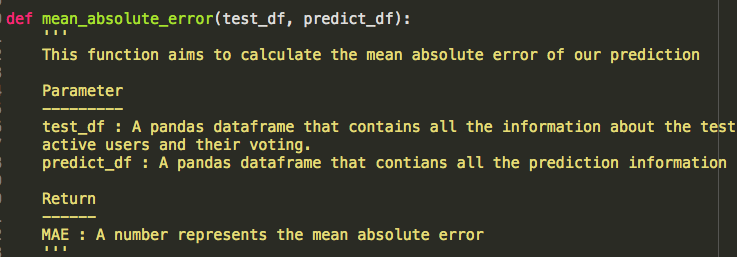 def mean_absolute_error(test_df, predict_df):
'''
This function aims to calculate the mean absolute error of our prediction
Parameter
---------
test_df : A pandas dataframe that contains all the information about the test
active users and their voting.
predict_df : A pandas dataframe that contians all the prediction information
Return
------
MAE : A number represents the mean absolute error
'''